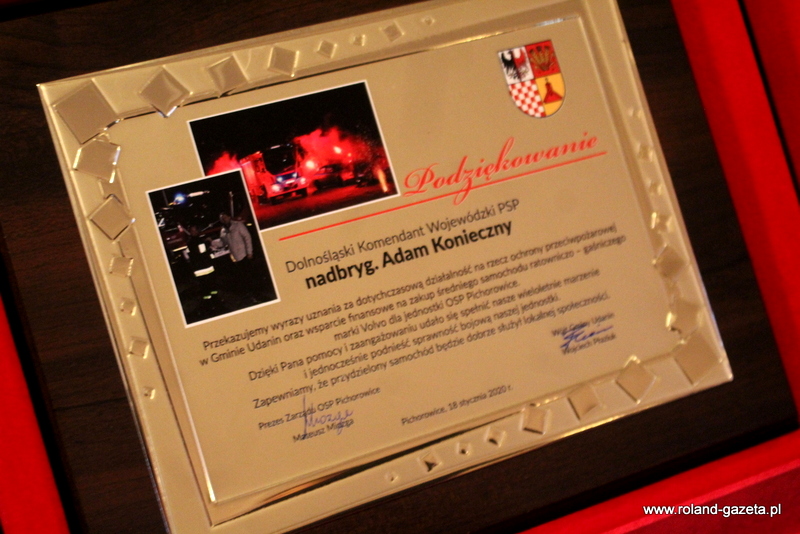 Podziękowanie
Dolnośląski Komendant Wojewódzki PSP
nadbryg. Adam Konieczny
Przekazujemy wyrazy uznania za dotychczasową działalność na rzecz ochrony przeciwpożarowej
w Gminie Udanin oraz wsparcie finansowe na zakup średniego samochodu ratowniczo - gaśniczego
marki Volvo dla jednostki OSP Pichorowice.
Dzięki Pana pomocy i zaangażowaniu udało się spełnić nasze wieloletnie marzenie
i jednocześnie podnieść sprawność bojową naszej jednostki.
Zapewniamy, że przydzielony samochód będzie dobrze służył lokalnej społeczności.
Wójt Gminy Udanin
Wojciech Płaziuk
Prezes Zarządu OSP Pichorowice
Mateusz
Pichorowice, 18 stycznia 2020 r.
www.roland-gazeta.pl